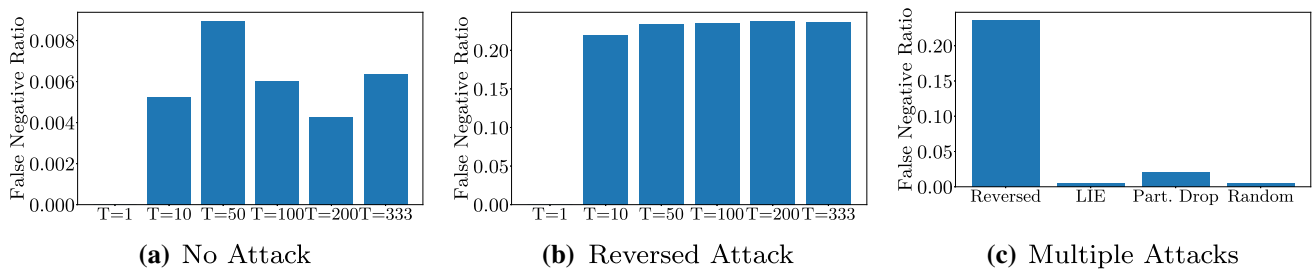 False Negative Ratio
0.008
0.006
0.004
0.002
0.000
T=1 T=10 T=50 T=100 T=200 T=333
(a) No Attack
False Negative Ratio
0.20
0.15
0.10
0.05
0.00
T=1 T=10 T=50 T=100 T=200 T=333
(b) Reversed Attack
False Negative Ratio
0.20
0.15
0.10
0.05
0.00
Reversed LIE Part. Drop Random
(c) Multiple Attacks